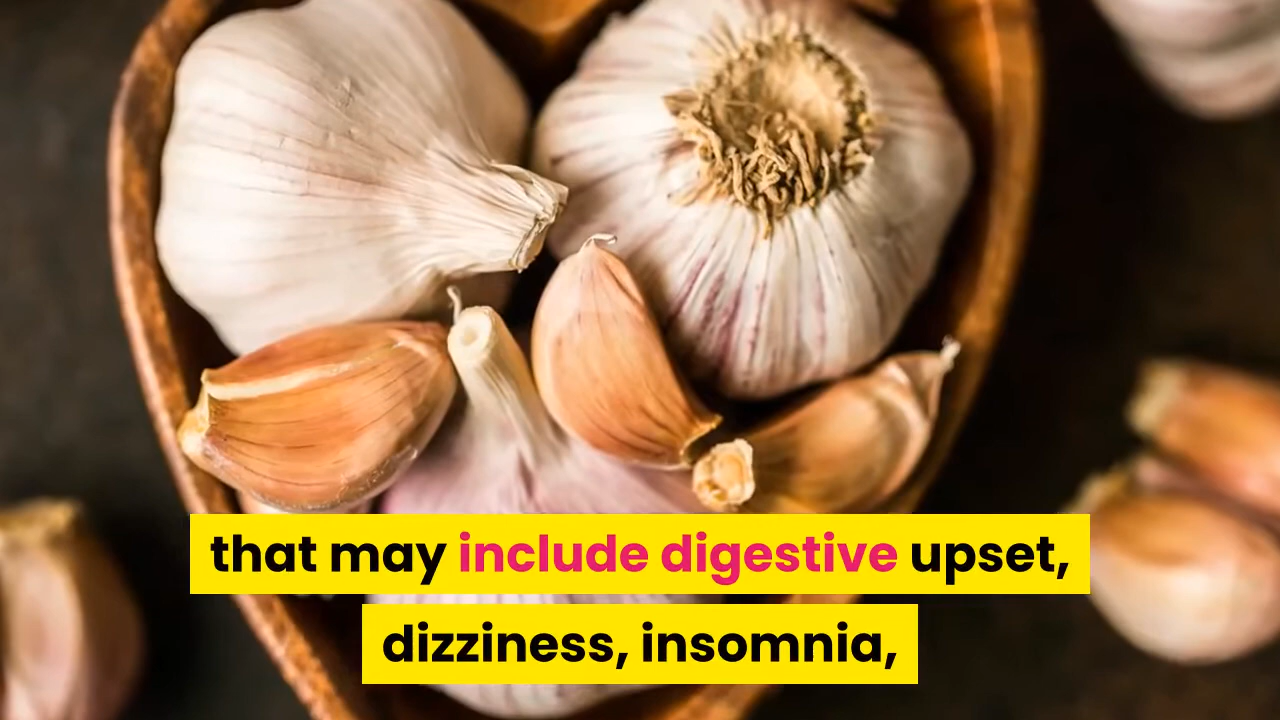 that may include digestive upset,
dizziness, insomnia,